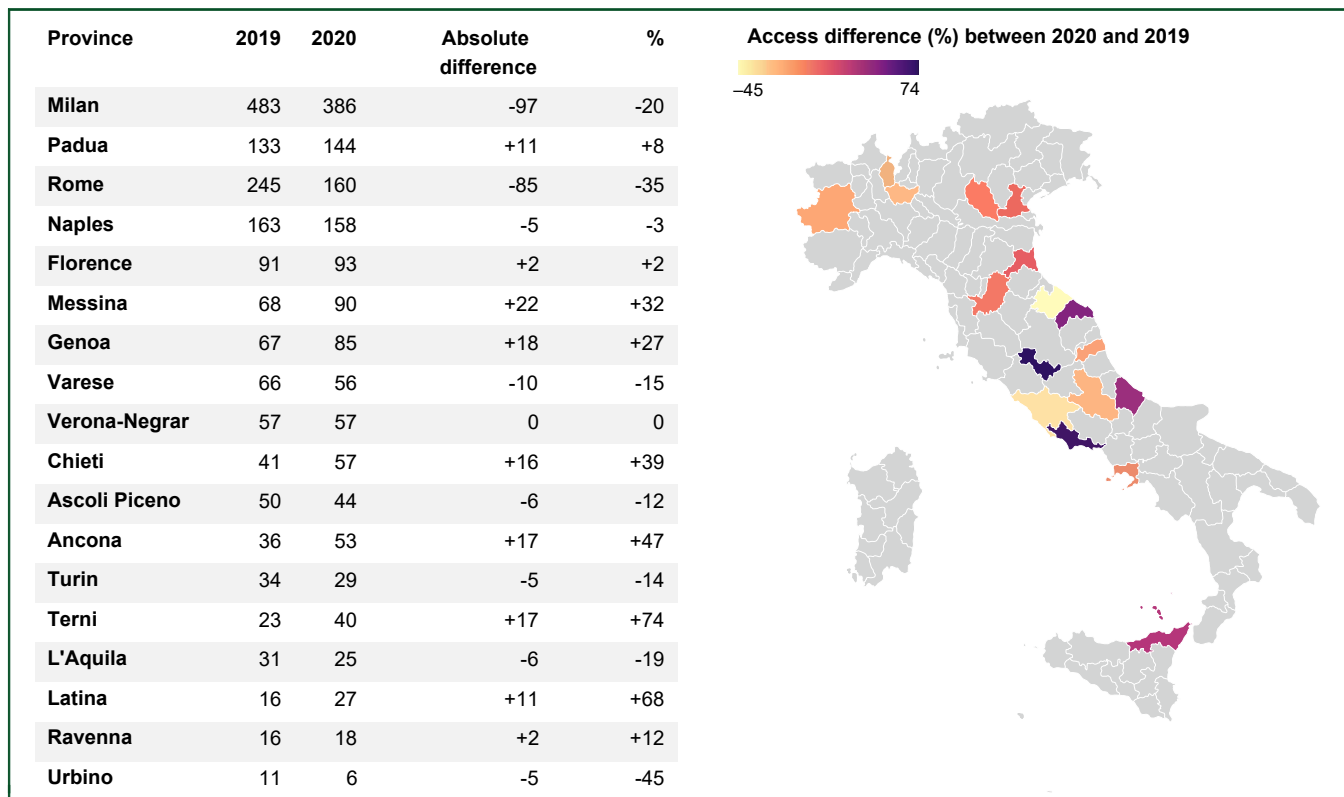 Province 2019 2020 Absolute difference %
Milan 483 386 -97 -20
Padua 133 144 +11 +8
Rome 245 160 -85 -35
Naples 163 158 -5 -3
Florence 91 93 +2 +2
Messina 68 90 +22 +32
Genoa 67 85 +18 +27
Varese 66 56 -10 -15
Verona-Negrar 57 57 0 0
Chieti 41 57 +16 +39
Ascoli Piceno 50 44 -6 -12
Ancona 36 53 +17 +47
Turin 34 29 -5 -14
Terni 23 40 +17 +74
L'Aquila 31 25 -6 -19
Latina 16 27 +11 +68
Ravenna 16 18 +2 +12
Urbino 11 6 -5 -45
Access difference (%) between 2020 and 2019
–45 74